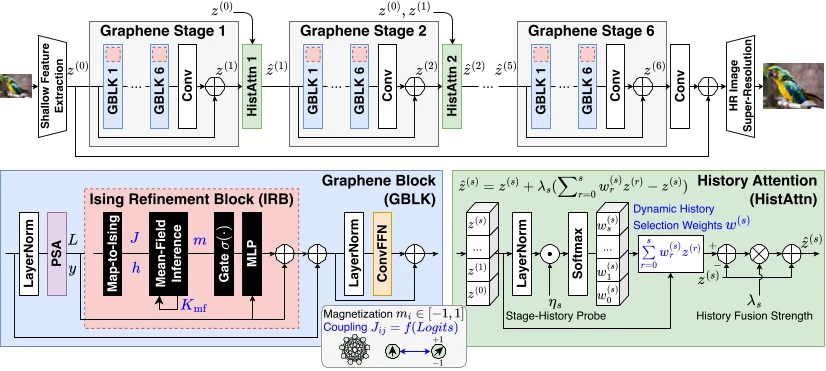 z^{(0)}
z^{(0)}, z^{(1)}
Graphene Stage 1
Graphene Stage 2
Graphene Stage 6
Shallow Feature
Extraction
z^{(0)}
GBLK 1
...
GBLK 6
Conv
z^{(1)}
HistAttn 1
ẑ^{(1)}
GBLK 1
...
GBLK 6
Conv
z^{(2)}
HistAttn 2
ẑ^{(2)} ... ẑ^{(5)}
GBLK 1
...
GBLK 6
Conv
z^{(6)}
Conv
HR Image
Super-Resolution
Graphene Block
(GBLK)
Ising Refinement Block (IRB)
LayerNorm
PSA
L
y
Map-to-Ising
J
h
Mean-Field
Inference
K_{mf}
m
Gate σ(·)
MLP
LayerNorm
ConvFFN
Magnetization m_i ∈ [−1, 1]
Coupling J_{ij} = f(Logits)
+1
−1
ẑ^{(s)} = z^{(s)} + λ_s(∑_{r=0}^{s} w_r^{(s)} z^{(r)} − z^{(s)})
History Attention
(HistAttn)
z^{(s)}
...
z^{(1)}
z^{(0)}
LayerNorm
η_s
Stage-History Probe
Softmax
w_s^{(s)}
...
w_1^{(s)}
w_0^{(s)}
Dynamic History
Selection Weights w^{(s)}
∑_{r=0}^{s} w_r^{(s)} z^{(r)}
+
−
z^{(s)}
ẑ^{(s)}
λ_s
History Fusion Strength